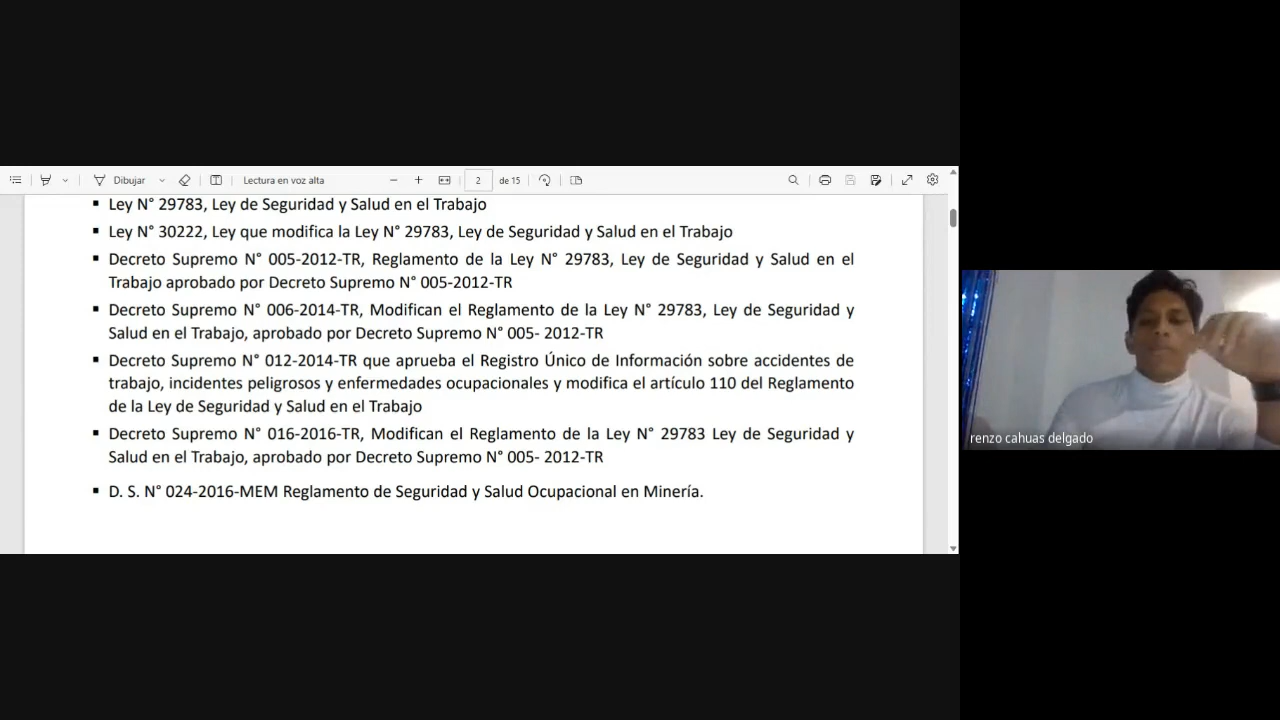 Dibujar
Lectura en voz alta
2
de 15
▪ Ley N° 29783, Ley de Seguridad y Salud en el Trabajo
▪ Ley N° 30222, Ley que modifica la Ley N° 29783, Ley de Seguridad y Salud en el Trabajo
▪ Decreto Supremo N° 005-2012-TR, Reglamento de la Ley N° 29783, Ley de Seguridad y Salud en el
Trabajo aprobado por Decreto Supremo N° 005-2012-TR
▪ Decreto Supremo N° 006-2014-TR, Modifican el Reglamento de la Ley N° 29783, Ley de Seguridad y
Salud en el Trabajo, aprobado por Decreto Supremo N° 005- 2012-TR
▪ Decreto Supremo N° 012-2014-TR que aprueba el Registro Único de Información sobre accidentes de
trabajo, incidentes peligrosos y enfermedades ocupacionales y modifica el artículo 110 del Reglamento
de la Ley de Seguridad y Salud en el Trabajo
▪ Decreto Supremo N° 016-2016-TR, Modifican el Reglamento de la Ley N° 29783 Ley de Seguridad y
Salud en el Trabajo, aprobado por Decreto Supremo N° 005- 2012-TR
▪ D. S. N° 024-2016-MEM Reglamento de Seguridad y Salud Ocupacional en Minería.
renzo cahuas delgado